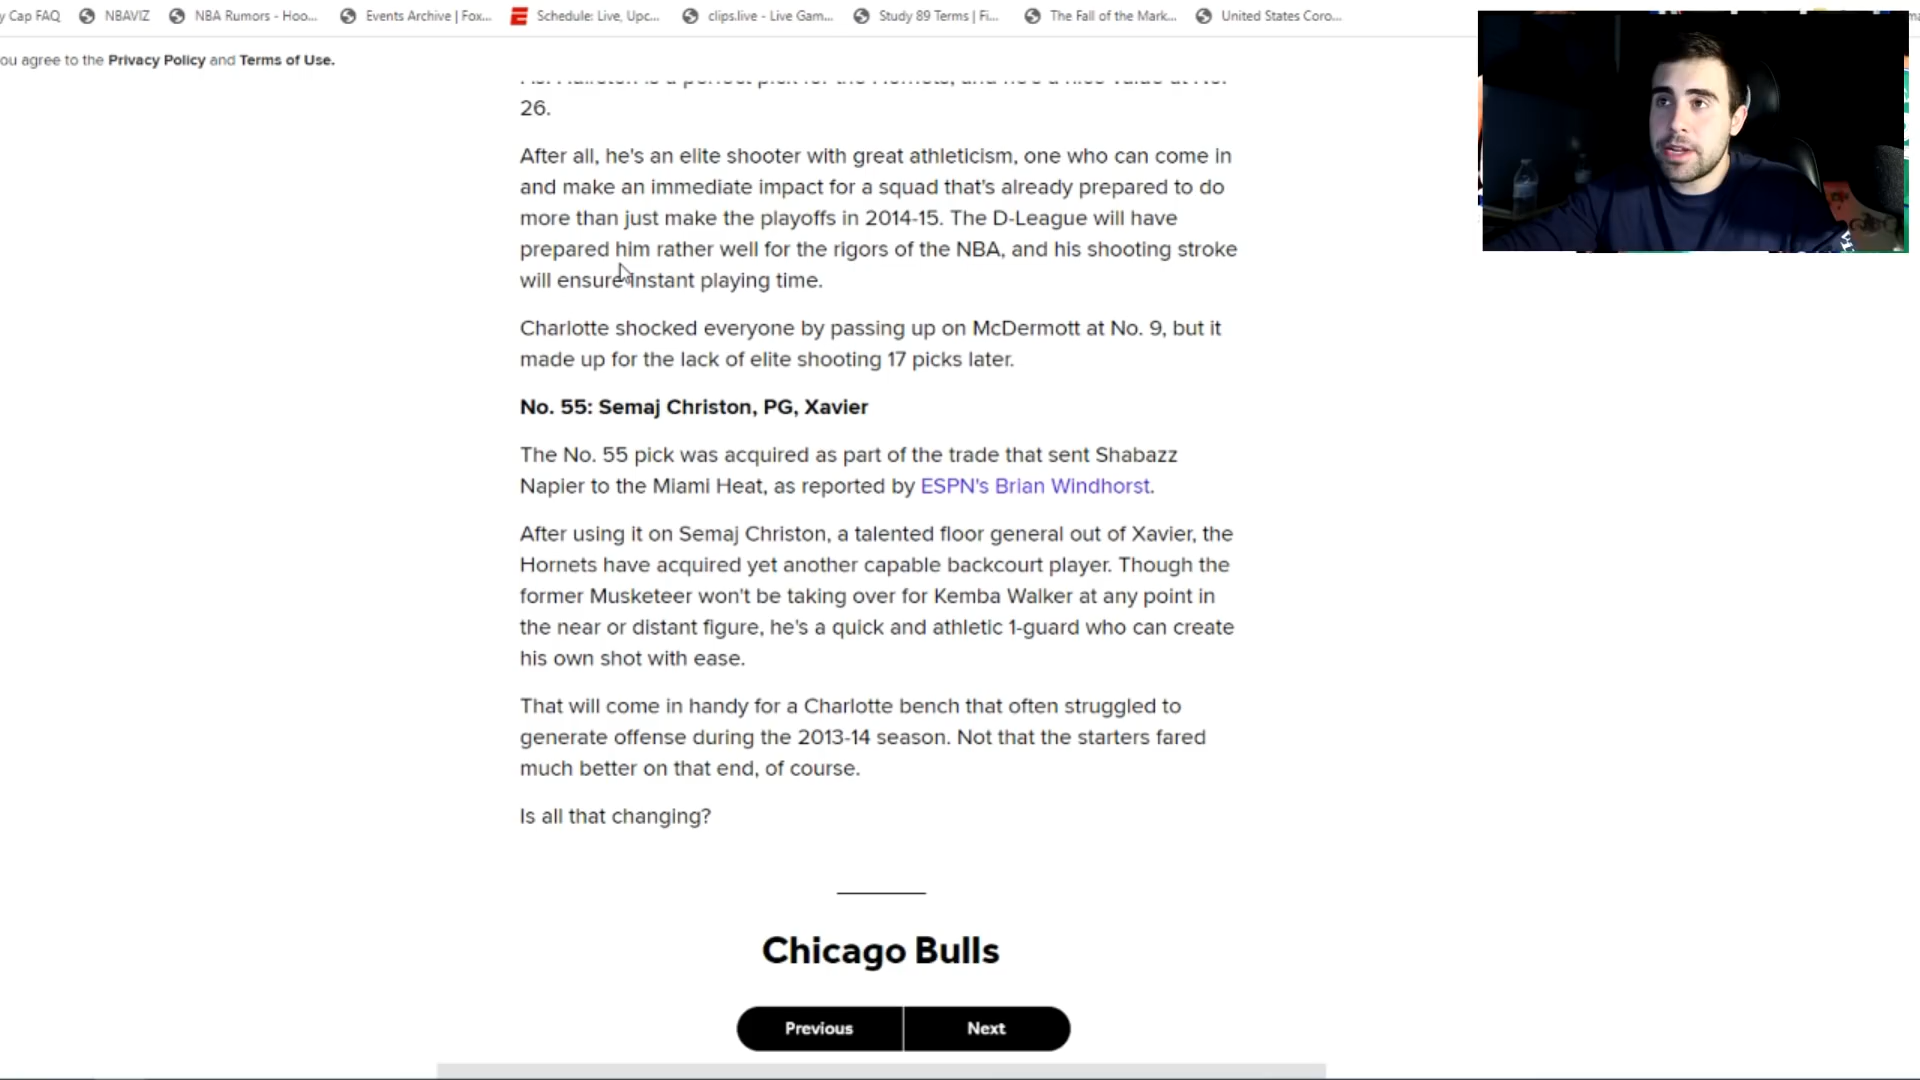 y Cap FAQ NBAVIZ NBA Rumors - Hoo... Events Archive | Fox... Schedule: Live, Upc... clips.live - Live Gam... Study 89 Terms | Fi... The Fall of the Mark... United States Coro...
ou agree to the Privacy Policy and Terms of Use.
26.
After all, he's an elite shooter with great athleticism, one who can come in
and make an immediate impact for a squad that's already prepared to do
more than just make the playoffs in 2014-15. The D-League will have
prepared him rather well for the rigors of the NBA, and his shooting stroke
will ensure instant playing time.
Charlotte shocked everyone by passing up on McDermott at No. 9, but it
made up for the lack of elite shooting 17 picks later.
No. 55: Semaj Christon, PG, Xavier
The No. 55 pick was acquired as part of the trade that sent Shabazz
Napier to the Miami Heat, as reported by ESPN's Brian Windhorst.
After using it on Semaj Christon, a talented floor general out of Xavier, the
Hornets have acquired yet another capable backcourt player. Though the
former Musketeer won't be taking over for Kemba Walker at any point in
the near or distant figure, he's a quick and athletic 1-guard who can create
his own shot with ease.
That will come in handy for a Charlotte bench that often struggled to
generate offense during the 2013-14 season. Not that the starters fared
much better on that end, of course.
Is all that changing?
Chicago Bulls
Previous Next